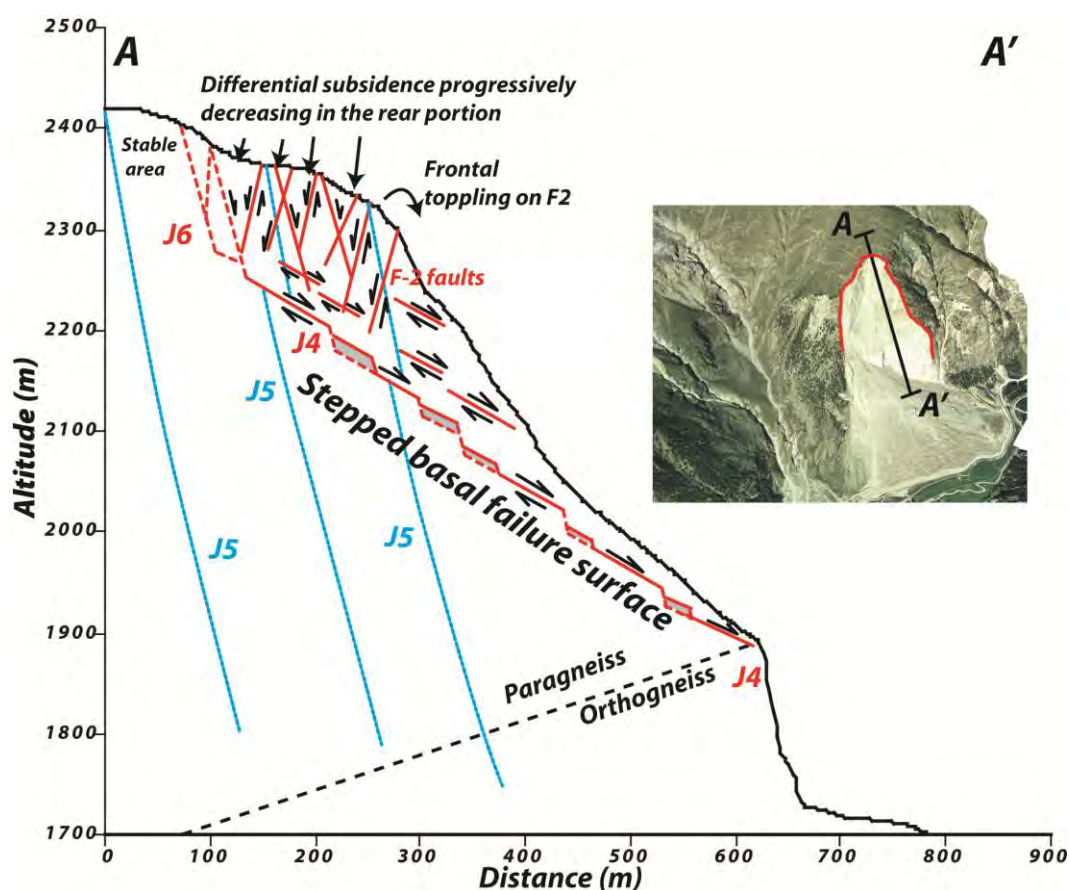 2500
A
A'
Differential subsidence progressively
decreasing in the rear portion
2400
Stable
area
Frontal
toppling on F2
2300
J6
F-2 faults
A
2200
J4
J5
Stepped basal failure surface
A'
2100
Altitude (m)
2000
J5
J5
1900
Paragneiss
Orthogneiss
J4
1800
1700
0
100
200
300
400
500
600
700
800
900
Distance (m)